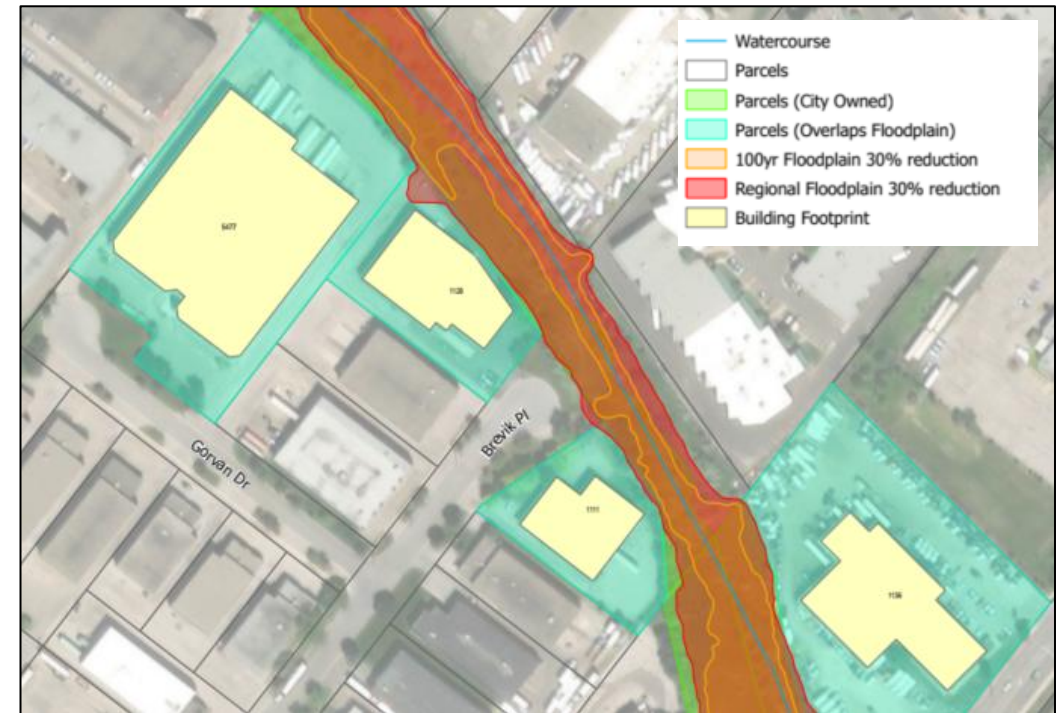 Watercourse
Parcels
Parcels (City Owned)
Parcels (Overlaps Floodplain)
100yr Floodplain 30% reduction
Regional Floodplain 30% reduction
Building Footprint
1111
Gorvan Dr
Brevik Pl